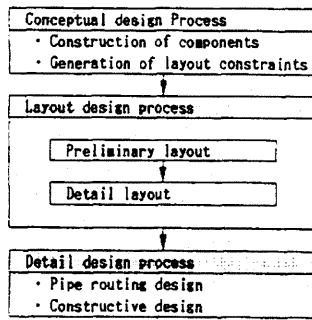 Conceptual design Process
・Construction of components
・Generation of layout constraints
Layout design process
Preliminary layout
Detail layout
Detail design process
・Pipe routing design
・Constructive design